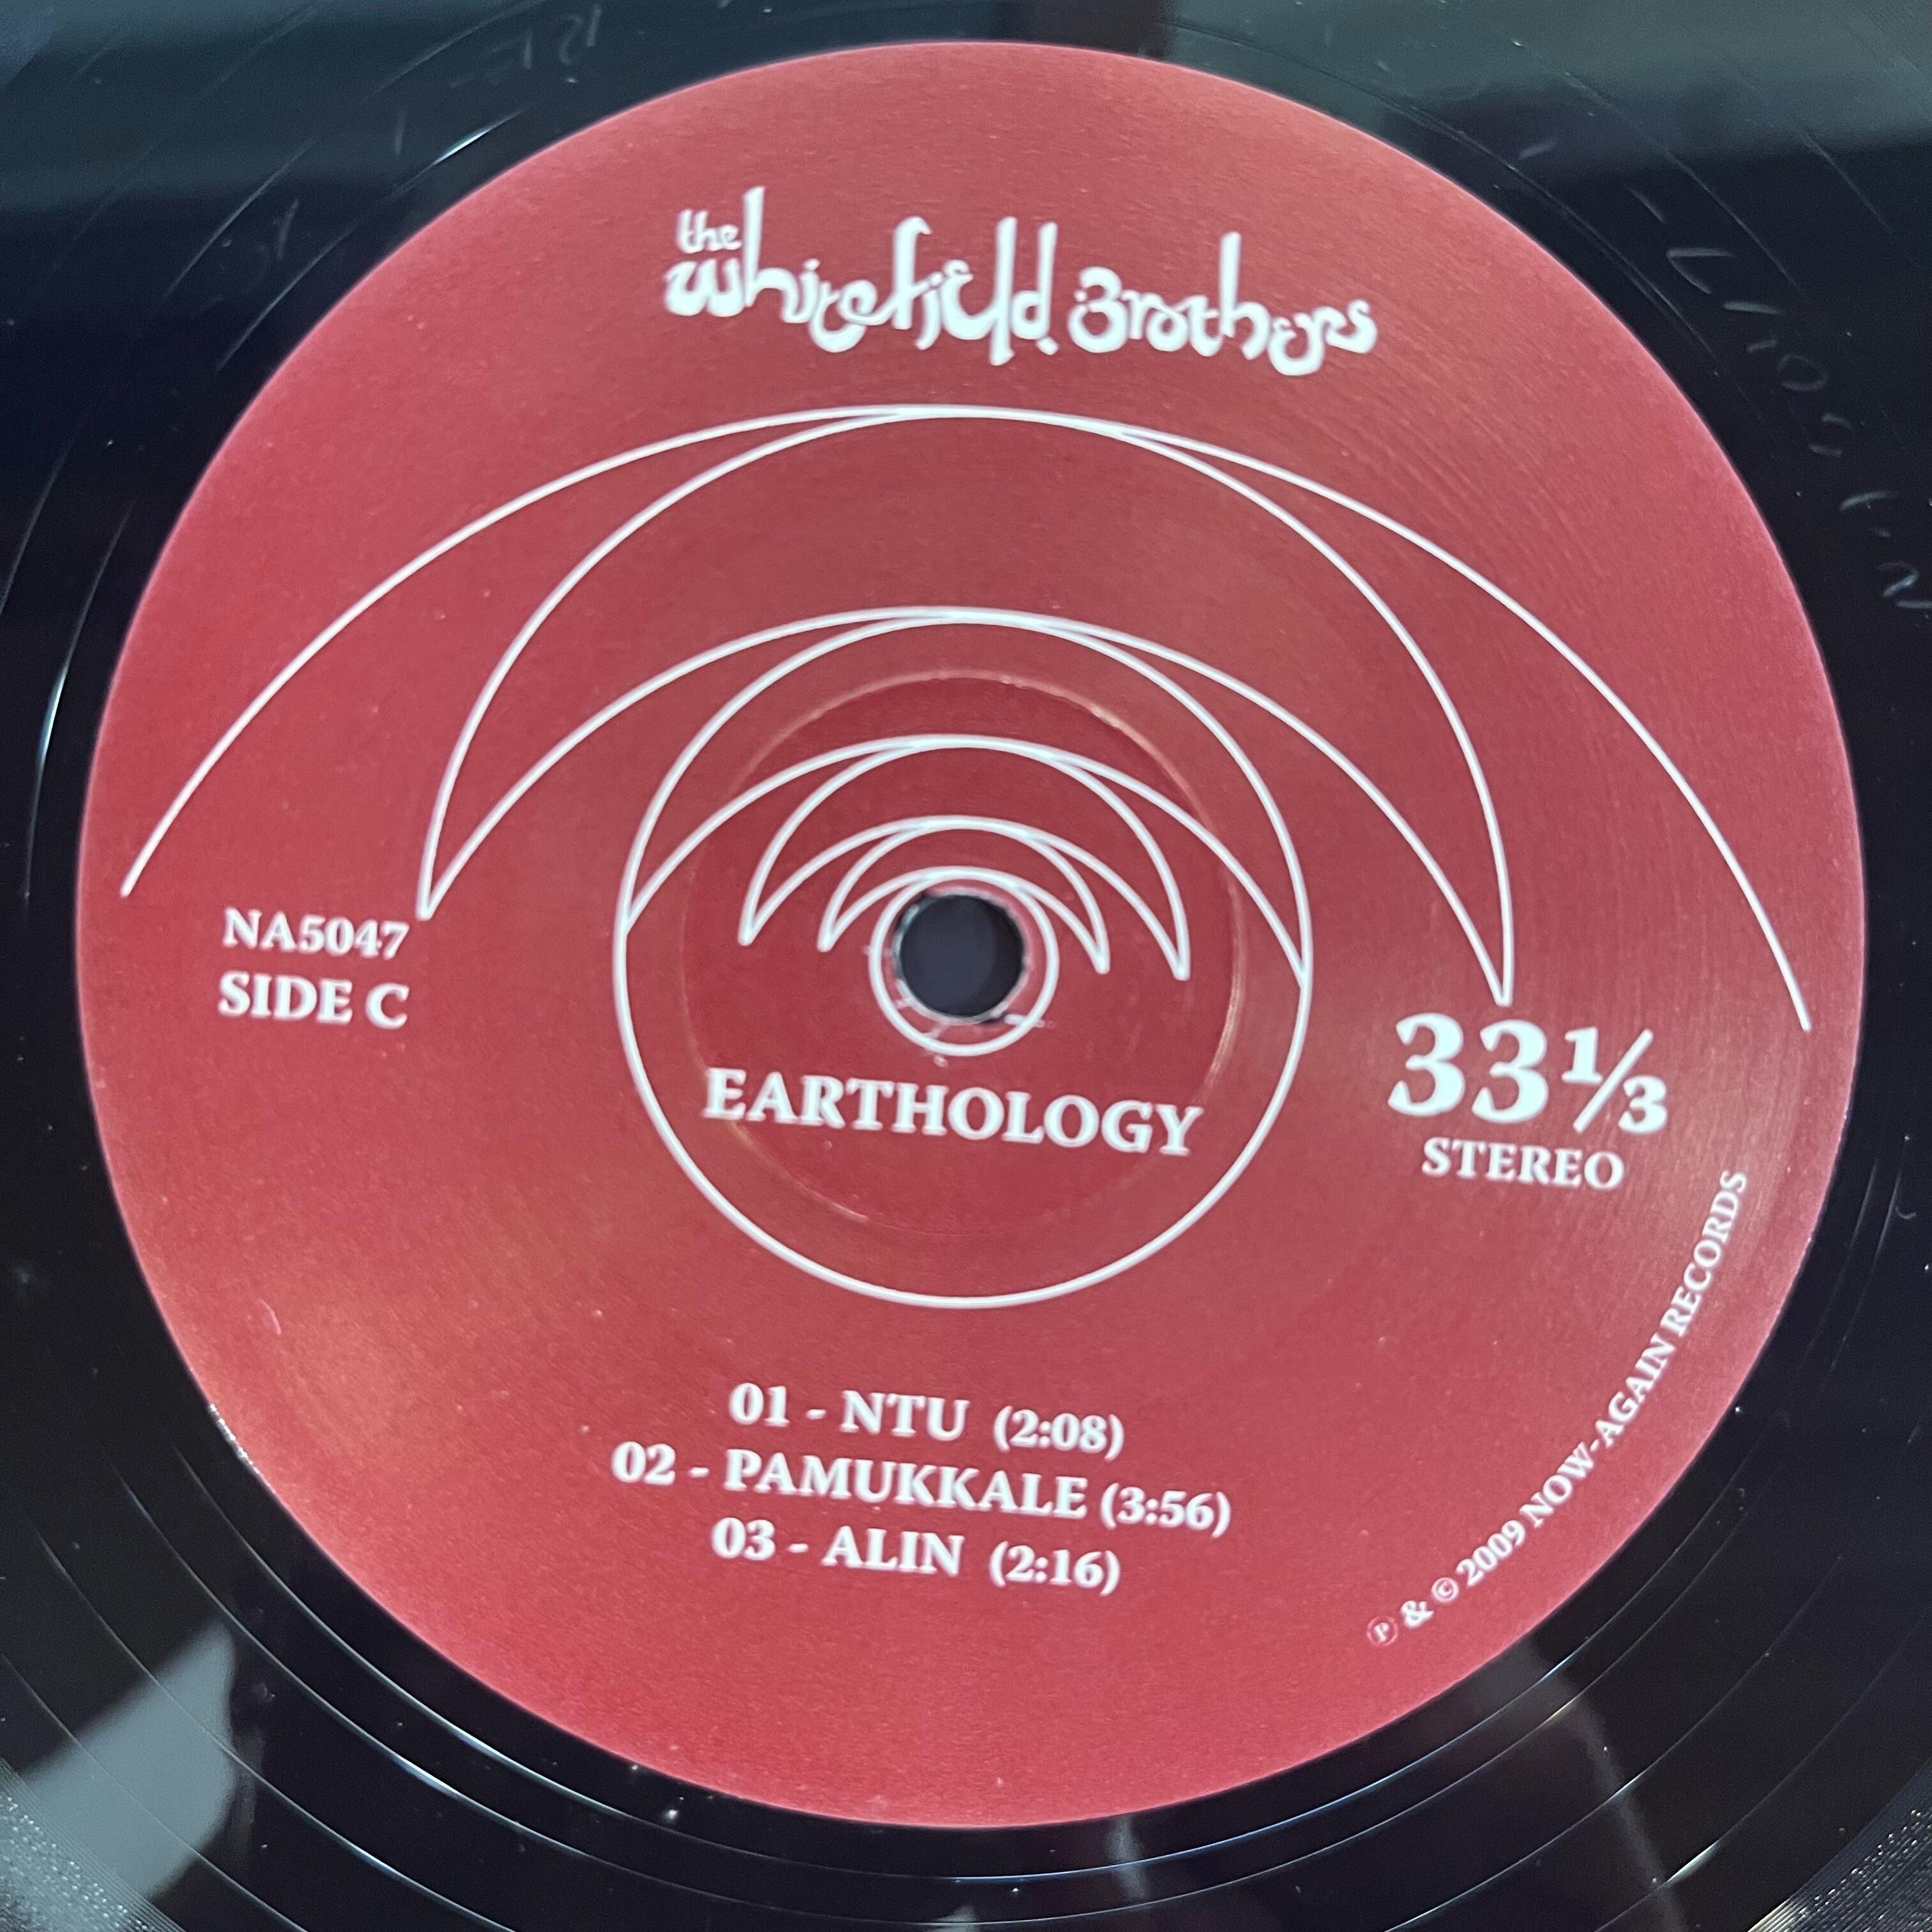 the
Whitefield Brothers
NA5047
SIDE C
EARTHOLOGY
33⅓
STEREO
01 - NTU (2:08)
02 - PAMUKKALE (3:56)
03 - ALIN (2:16)
℗ & © 2009 NOW-AGAIN RECORDS